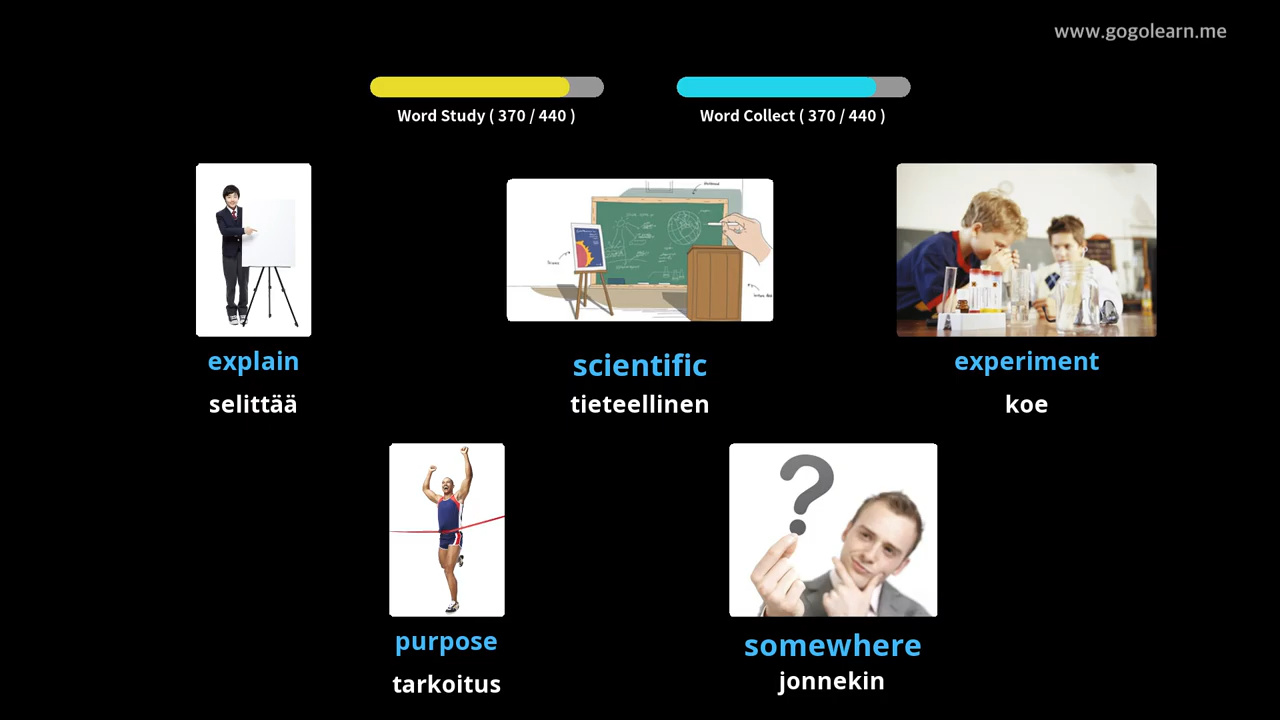 www.gogolearn.me
Word Study ( 370 / 440 )
Word Collect ( 370 / 440 )
explain
selittää
scientific
tieteellinen
experiment
koe
purpose
tarkoitus
somewhere
jonnekin